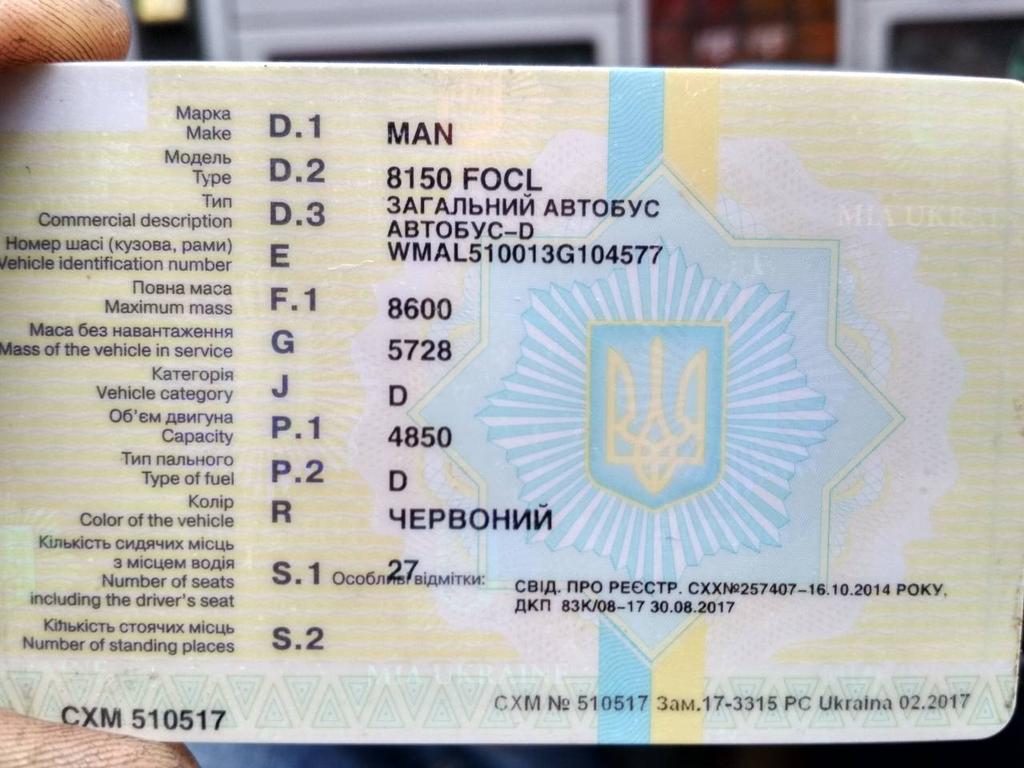 Марка
Make D.1 MAN
Модель
Type D.2 8150 FOCL
Тип
Commercial description D.3 ЗАГАЛЬНИЙ АВТОБУС
АВТОБУС-D
Номер шасі (кузова, рами)
Vehicle identification number E WMAL510013G104577
Повна маса
Maximum mass F.1 8600
Маса без навантаження
Mass of the vehicle in service G 5728
Категорія
Vehicle category J D
Об'єм двигуна
Capacity P.1 4850
Тип пального
Type of fuel P.2 D
Колір
Color of the vehicle R ЧЕРВОНИЙ
Кількість сидячих місць
з місцем водія
Number of seats
including the driver's seat S.1 27
Особливі відмітки:
СВІД. ПРО РЕЄСТР. СХХ№257407-16.10.2014 РОКУ,
ДКП 83К/08-17 30.08.2017
Кількість стоячих місць
Number of standing places S.2
MIA UKRAI
MIA UKRAINE
СХМ 510517
СХМ № 510517 Зам.17-3315 PC Ukraina 02.2017